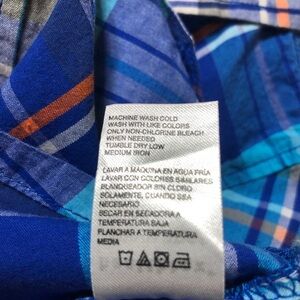 MACHINE WASH COLD
WASH WITH LIKE COLORS
ONLY NON-CHLORINE BLEACH
WHEN NEEDED
TUMBLE DRY LOW
MEDIUM IRON
LAVAR A MAQUINA EN AGUA FRIA
LAVAR CON COLORES SIMILARES
BLANQUEADOR SIN CLORO
SOLAMENTE, CUANDO SEA
NECESARIO
SECAR EN SECADORA A
TEMPERATURA BAJA
PLANCHAR A TEMPERATURA
MEDIA